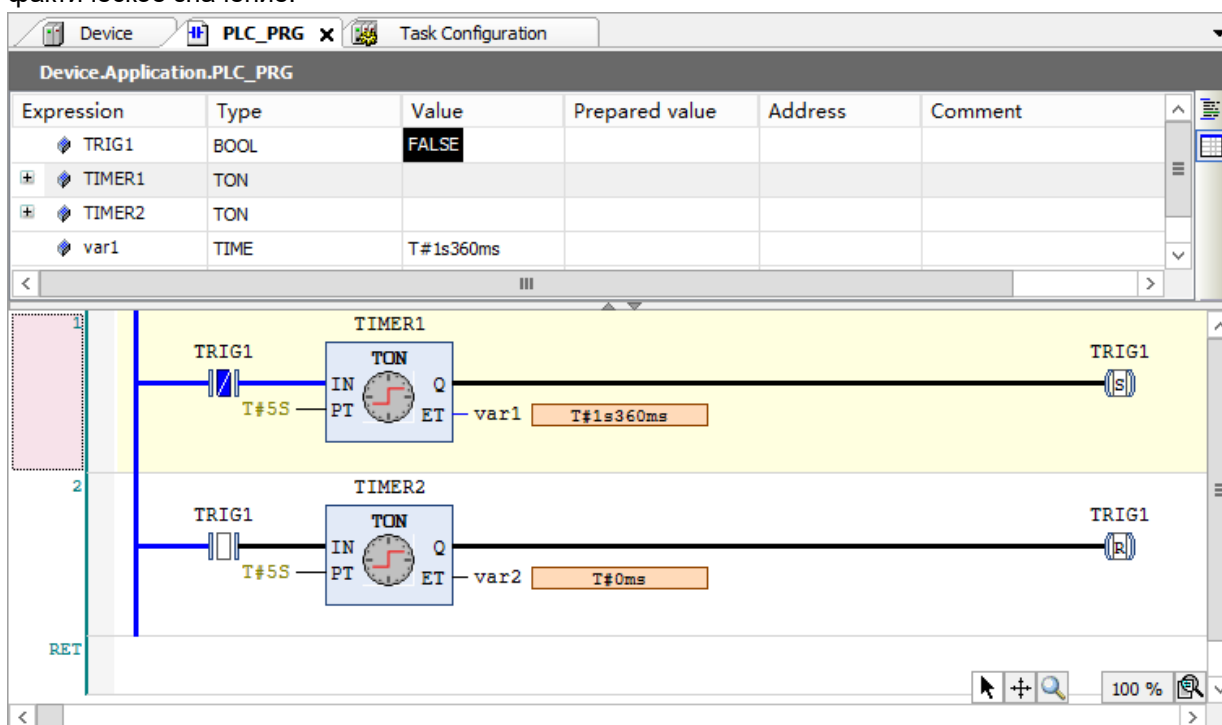 фактическое значение.
Device PLC_PRG x Task Configuration
Device.Application.PLC_PRG
Expression Type Value Prepared value Address Comment
TRIG1 BOOL FALSE
TIMER1 TON
TIMER2 TON
var1 TIME T#1s360ms
1 TIMER1
TRIG1 TON TRIG1
IN Q S
T#5S PT ET var1 T#1s360ms
2 TIMER2
TRIG1 TON TRIG1
IN Q R
T#5S PT ET var2 T#0ms
RET
100 %